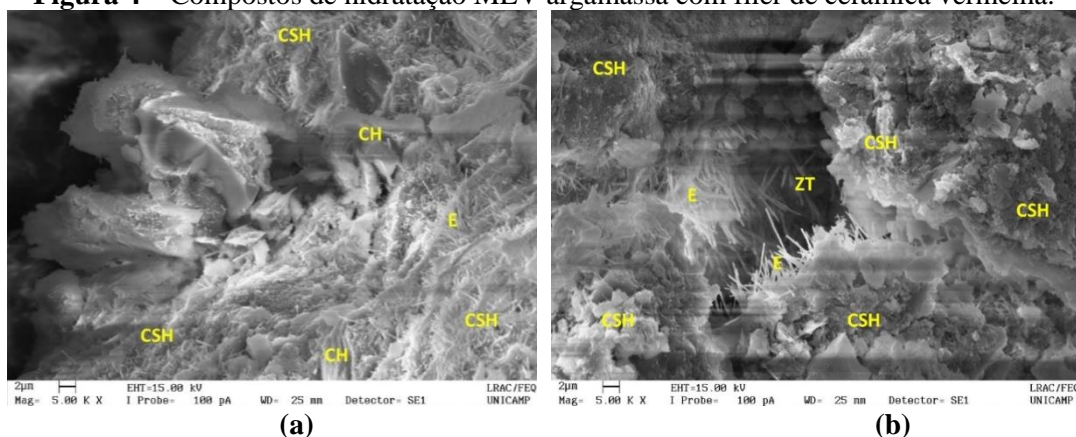 Figura 4 – Compostos de hidratação MEV argamassa com fíler de cerâmica vermelha.
CSH
CH
E
CSH
CSH
CH
2µm
EHT=15.00 kV
LRAC/FEQ
Mag= 5.00 K X I Probe= 100 pA WD= 25 mm Detector= SE1 UNICAMP
(a)
CSH
CSH
ZT
E
CSH
E
CSH
CSH
2µm
EHT=15.00 kV
LRAC/FEQ
Mag= 5.00 K X I Probe= 100 pA WD= 25 mm Detector= SE1 UNICAMP
(b)